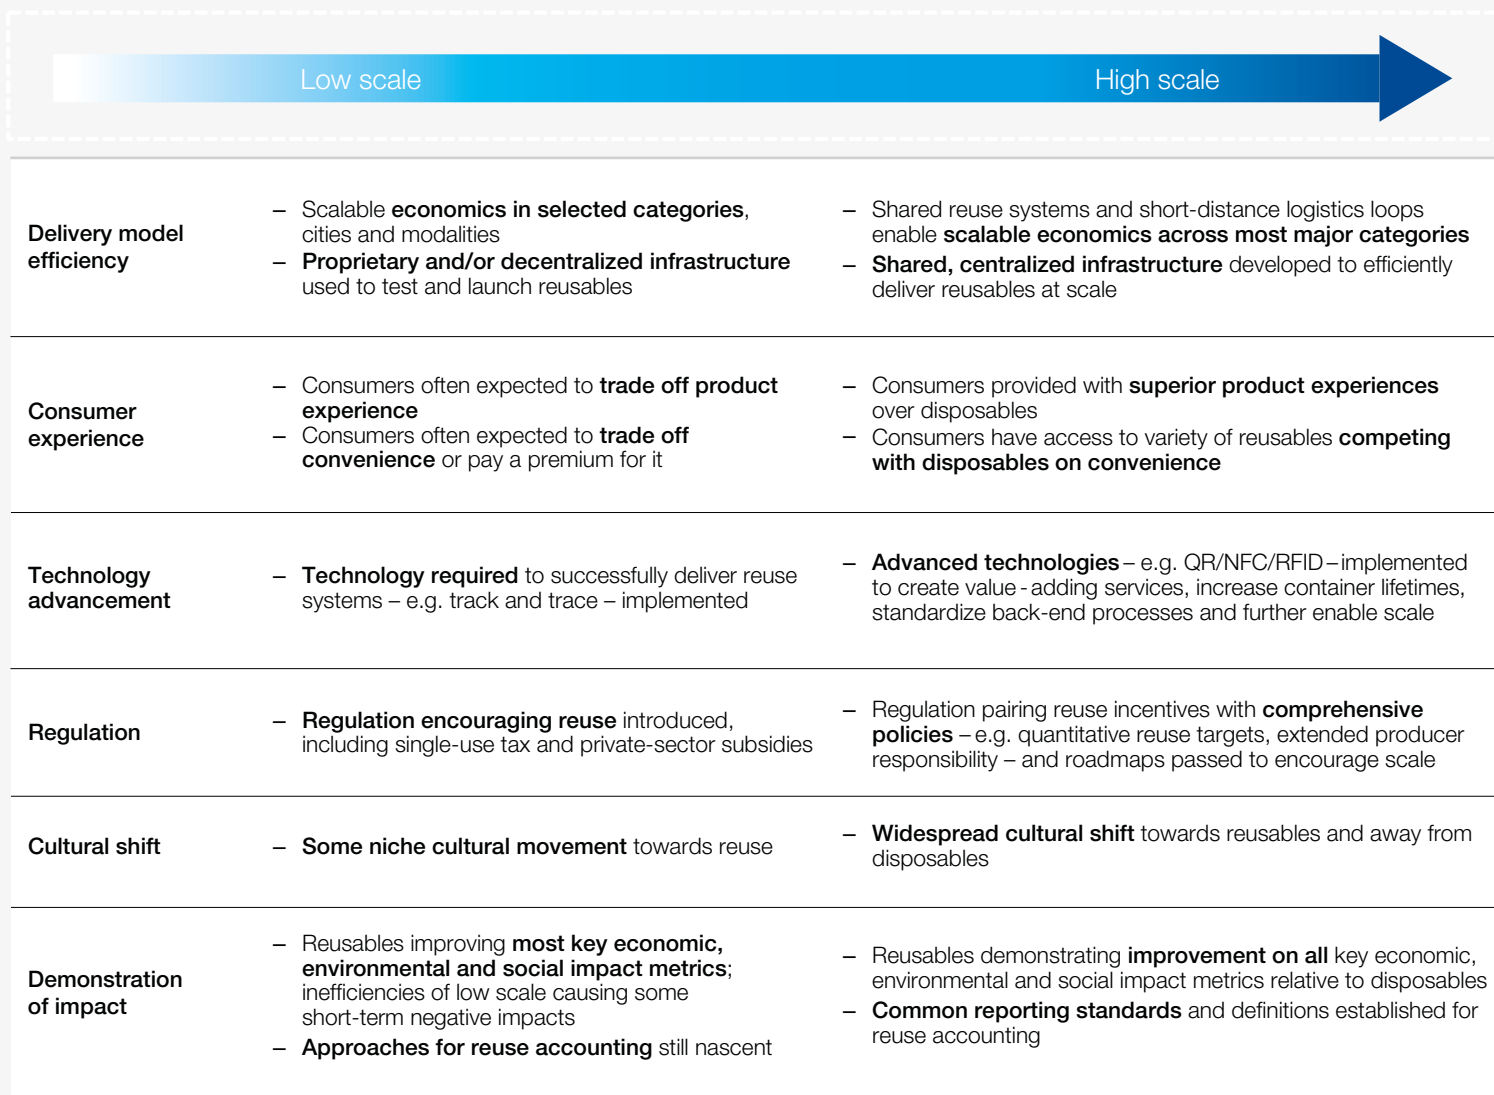 Low scale
High scale
Delivery model
efficiency
– Scalable economics in selected categories,
cities and modalities
– Proprietary and/or decentralized infrastructure
used to test and launch reusables
– Shared reuse systems and short-distance logistics loops
enable scalable economics across most major categories
– Shared, centralized infrastructure developed to efficiently
deliver reusables at scale
Consumer
experience
– Consumers often expected to trade off product
experience
– Consumers often expected to trade off
convenience or pay a premium for it
– Consumers provided with superior product experiences
over disposables
– Consumers have access to variety of reusables competing
with disposables on convenience
Technology
advancement
– Technology required to successfully deliver reuse
systems – e.g. track and trace – implemented
– Advanced technologies – e.g. QR/NFC/RFID – implemented
to create value - adding services, increase container lifetimes,
standardize back-end processes and further enable scale
Regulation
– Regulation encouraging reuse introduced,
including single-use tax and private-sector subsidies
– Regulation pairing reuse incentives with comprehensive
policies – e.g. quantitative reuse targets, extended producer
responsibility – and roadmaps passed to encourage scale
Cultural shift
– Some niche cultural movement towards reuse
– Widespread cultural shift towards reusables and away from
disposables
Demonstration
of impact
– Reusables improving most key economic,
environmental and social impact metrics;
inefficiencies of low scale causing some
short-term negative impacts
– Approaches for reuse accounting still nascent
– Reusables demonstrating improvement on all key economic,
environmental and social impact metrics relative to disposables
– Common reporting standards and definitions established for
reuse accounting